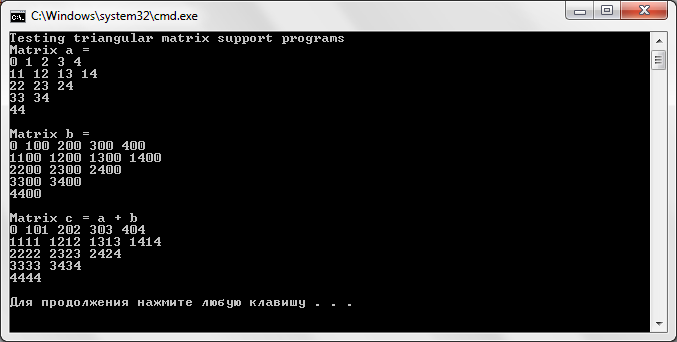 C:\Windows\system32\cmd.exe
Testing triangular matrix support programs
Matrix a =
0 1 2 3 4
11 12 13 14
22 23 24
33 34
44
Matrix b =
0 100 200 300 400
1100 1200 1300 1400
2200 2300 2400
3300 3400
4400
Matrix c = a + b
0 101 202 303 404
1111 1212 1313 1414
2222 2323 2424
3333 3434
4444
Для продолжения нажмите любую клавишу . . .